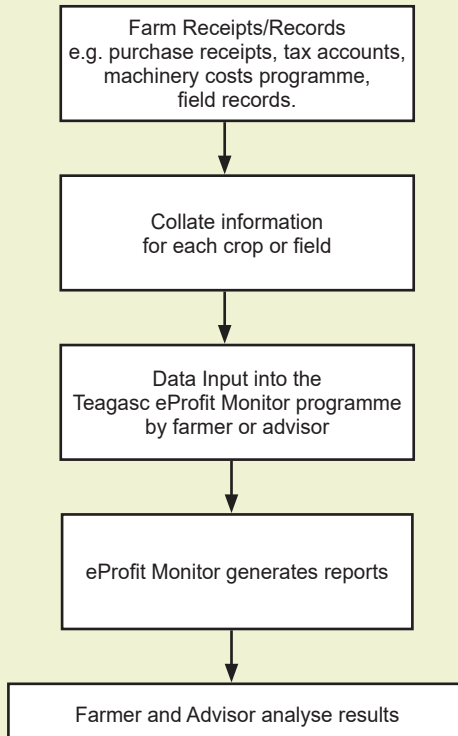 Farm Receipts/Records
e.g. purchase receipts, tax accounts,
machinery costs programme,
field records.
Collate information
for each crop or field
Data Input into the
Teagasc eProfit Monitor programme
by farmer or advisor
eProfit Monitor generates reports
Farmer and Advisor analyse results